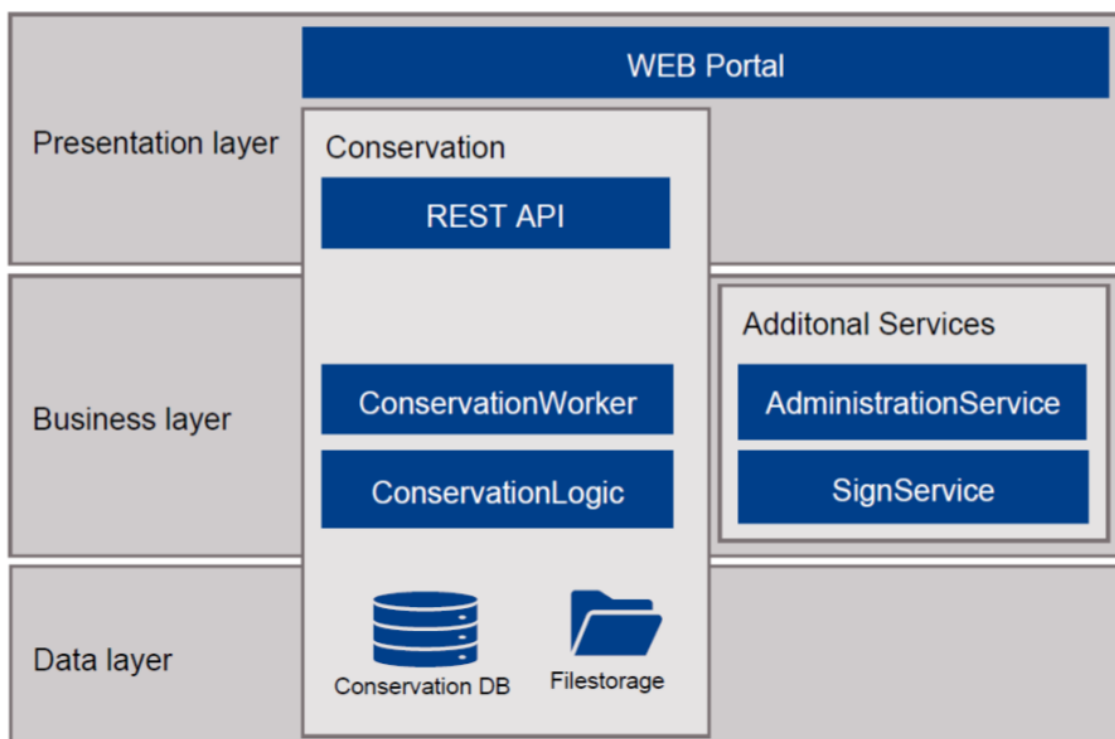 WEB Portal
Presentation layer
Conservation
REST API
Business layer
ConservationWorker
ConservationLogic
Additonal Services
AdministrationService
SignService
Data layer
Conservation DB
Filestorage